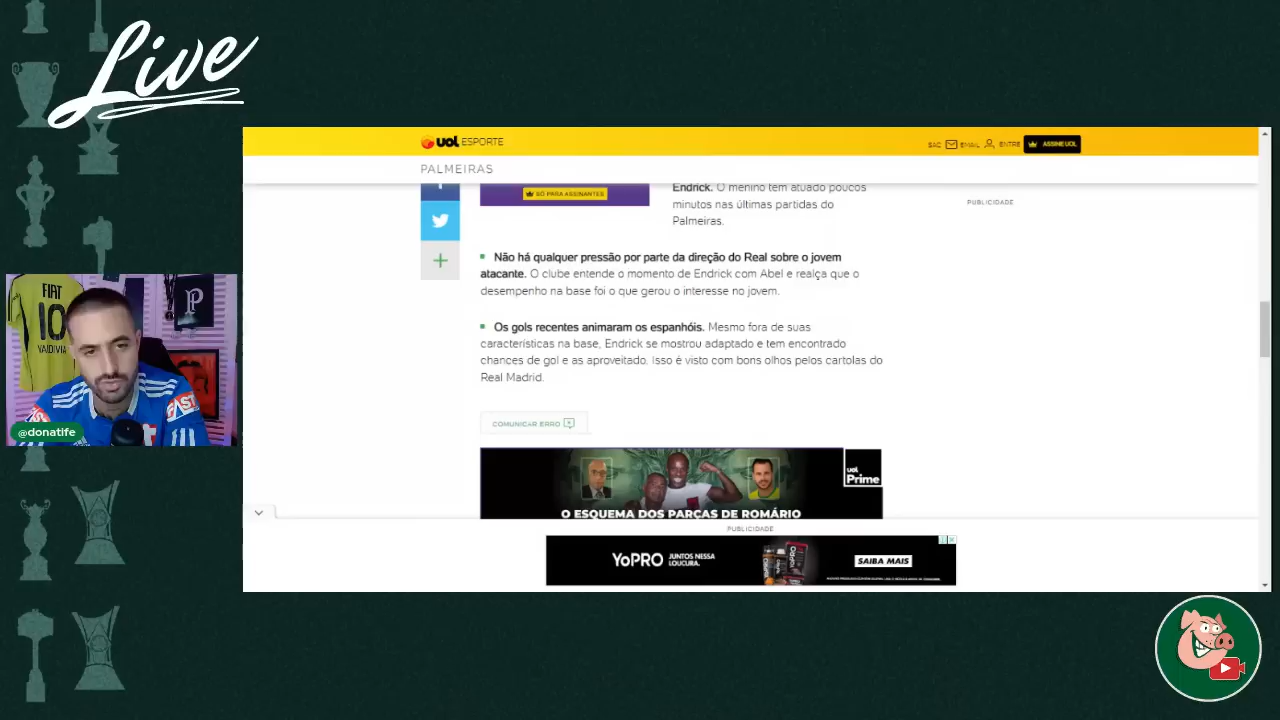 Live
uol ESPORTE
SAC
EMAIL
ENTRE
ASSINE UOL
PALMEIRAS
SÓ PARA ASSINANTES
Endrick. O menino tem atuado poucos
minutos nas últimas partidas do
Palmeiras.
PUBLICIDADE
Não há qualquer pressão por parte da direção do Real sobre o jovem
atacante. O clube entende o momento de Endrick com Abel e realça que o
desempenho na base foi o que gerou o interesse no jovem.
Os gols recentes animaram os espanhóis. Mesmo fora de suas
características na base, Endrick se mostrou adaptado e tem encontrado
chances de gol e as aproveitado. Isso é visto com bons olhos pelos cartolas do
Real Madrid.
COMUNICAR ERRO
uol
Prime
O ESQUEMA DOS PARÇAS DE ROMÁRIO
PUBLICIDADE
YoPRO
JUNTOS NESSA
LOUCURA.
SAIBA MAIS
FIAT
10
VALDIVIA
P
FAST
@donatife